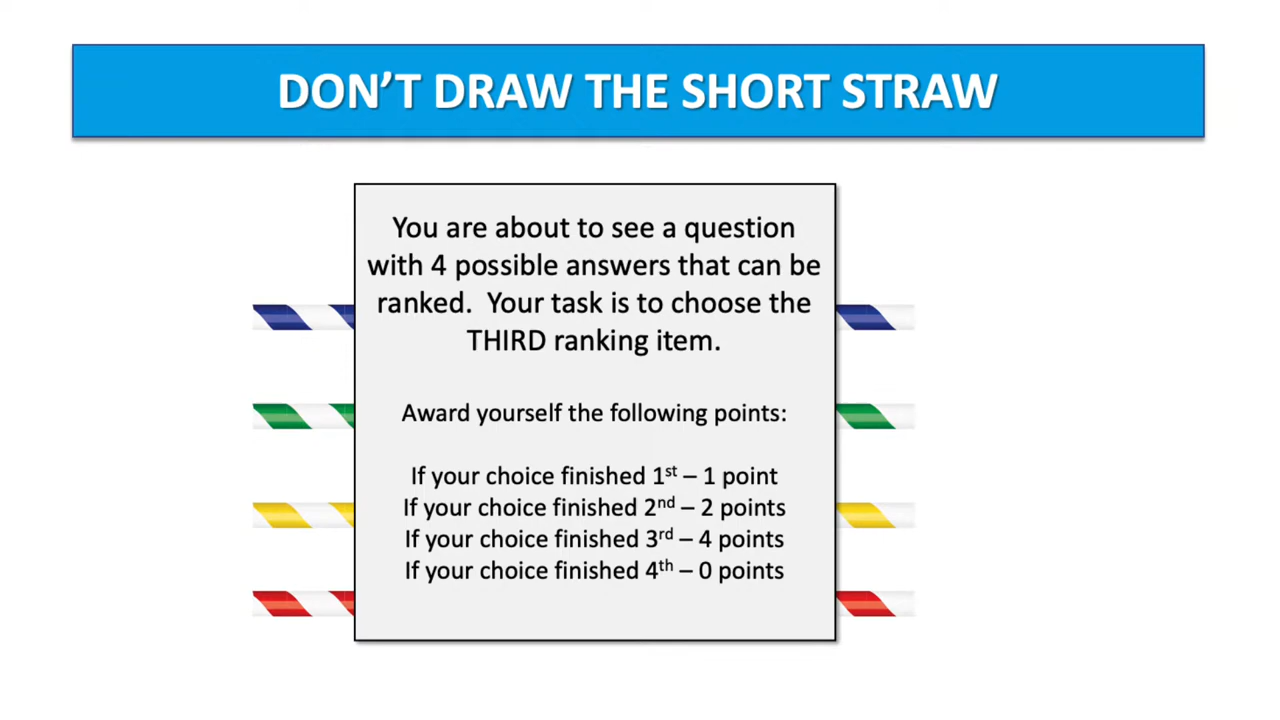 DON’T DRAW THE SHORT STRAW
You are about to see a question
with 4 possible answers that can be
ranked.  Your task is to choose the
THIRD ranking item.
Award yourself the following points:
If your choice finished 1st – 1 point
If your choice finished 2nd – 2 points
If your choice finished 3rd – 4 points
If your choice finished 4th – 0 points